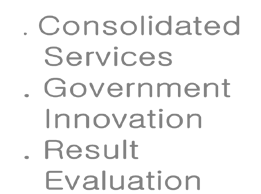 . Consolidated
Services
. Government
Innovation
. Result
Evaluation